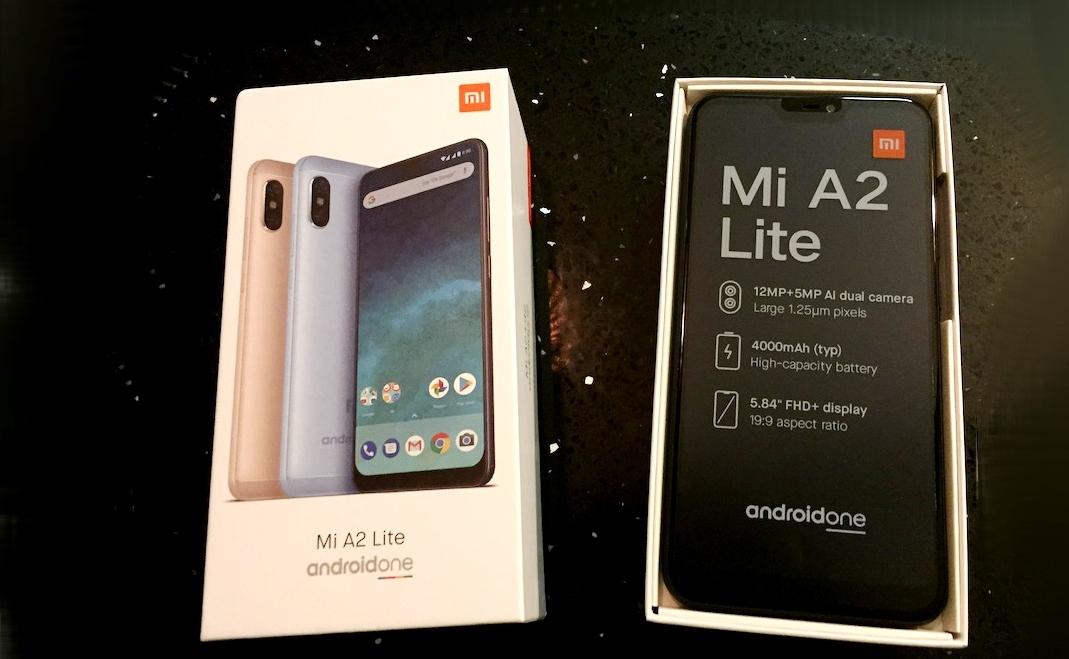 mi
Mi A2 Lite
androidone
mi
Mi A2
Lite
12MP+5MP AI dual camera
Large 1.25μm pixels
4000mAh (typ)
High-capacity battery
5.84" FHD+ display
19:9 aspect ratio
androidone